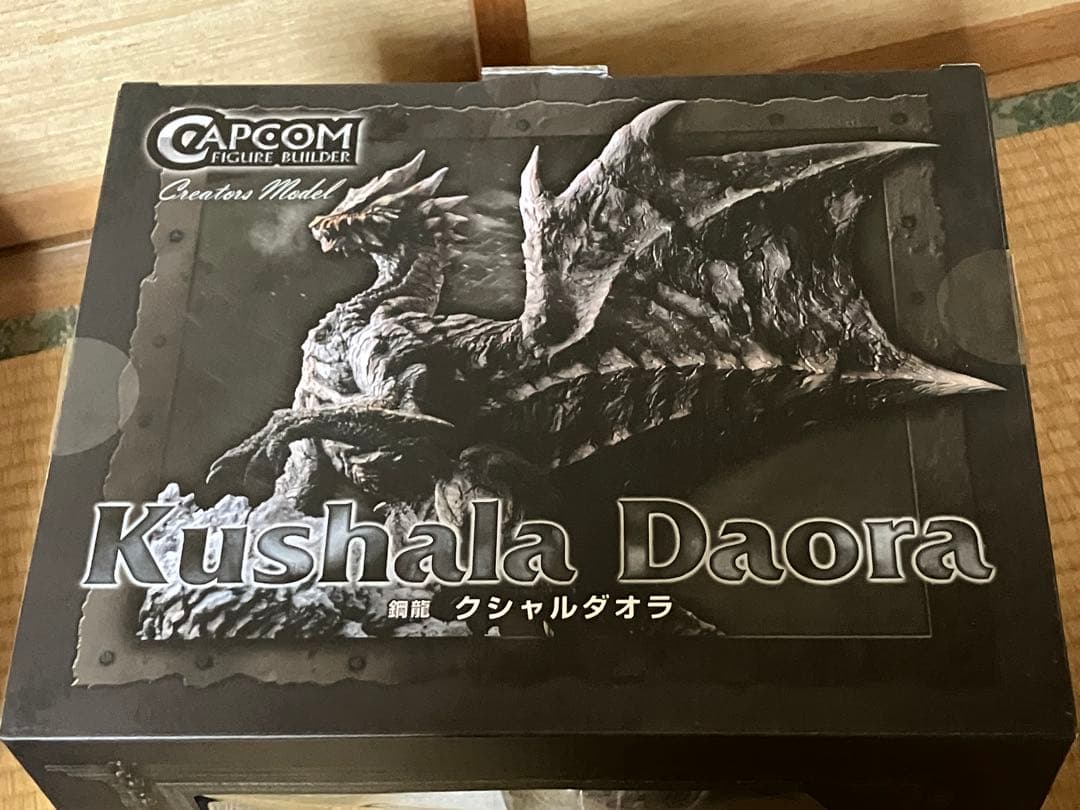 CAPCOM
FIGURE BUILDER
Creators Model
Kushala Daora
鋼龍 クシャルダオラ